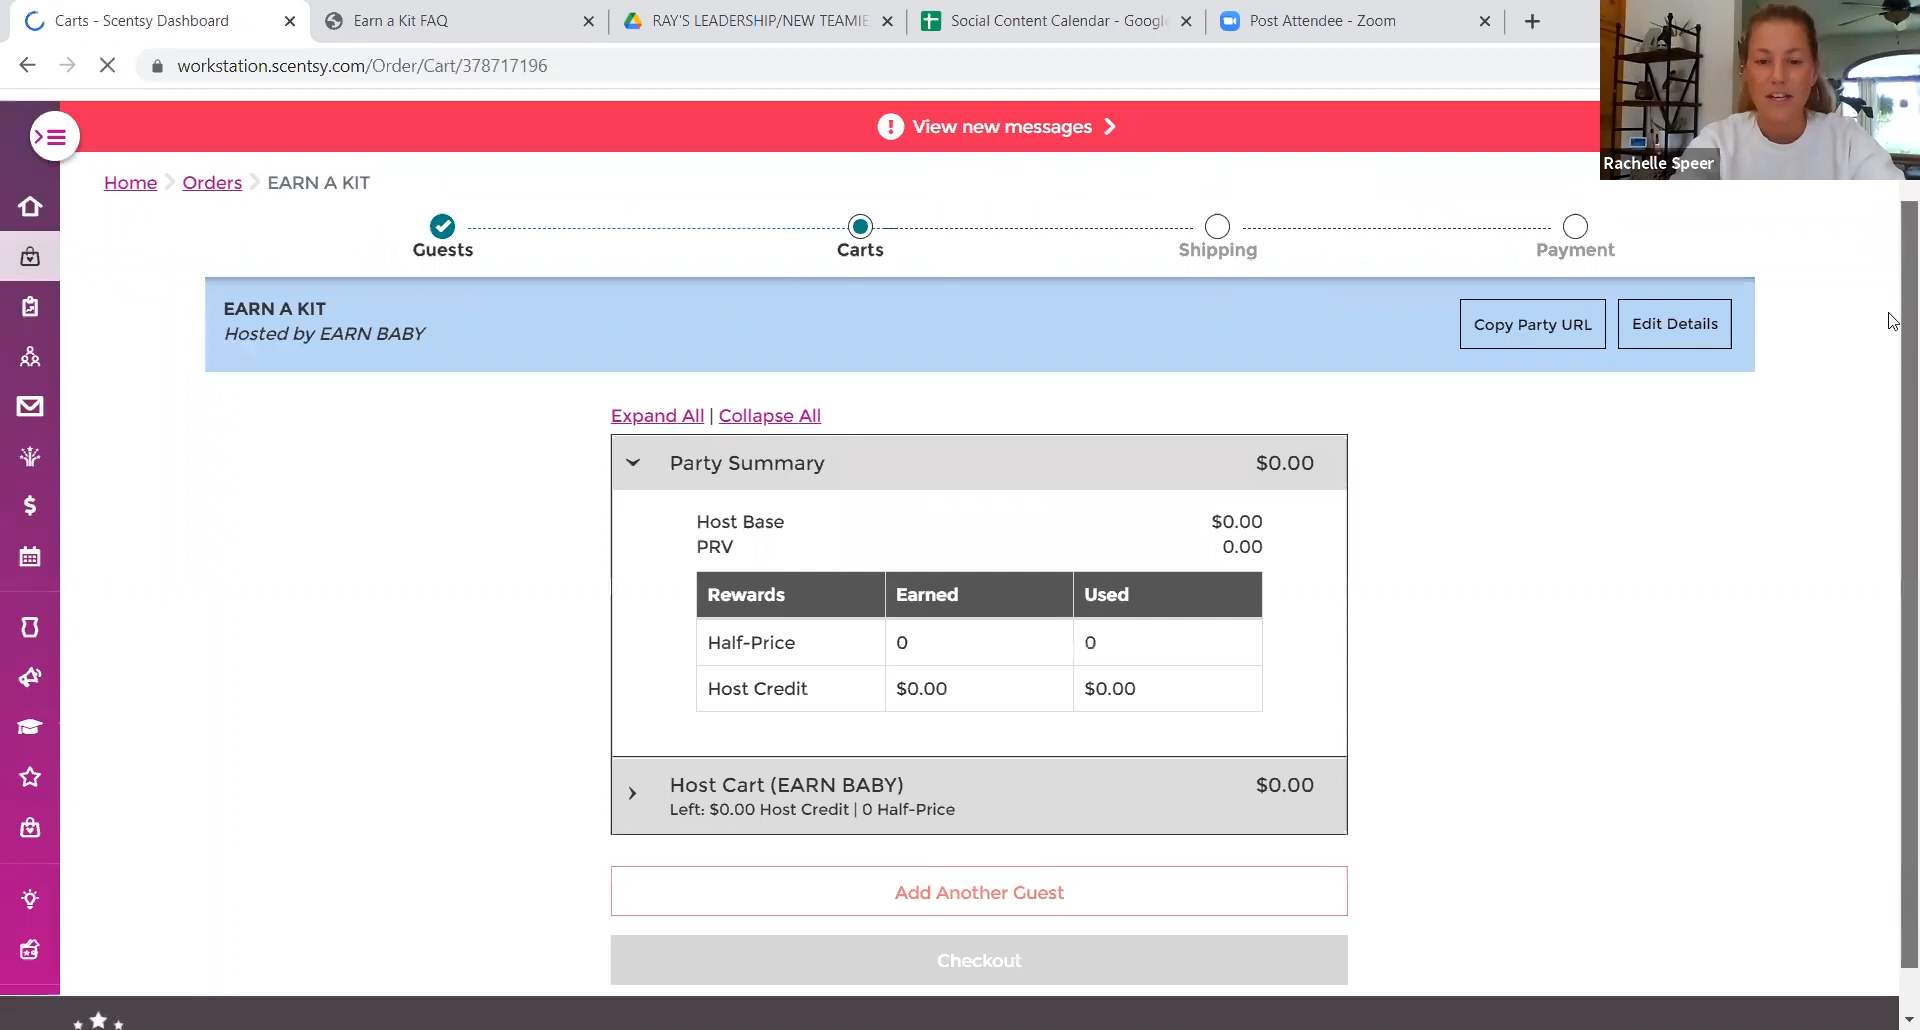 Carts - Scentsy Dashboard
Earn a Kit FAQ
RAY'S LEADERSHIP/NEW TEAMIE
Social Content Calendar - Google
Post Attendee - Zoom
workstation.scentsy.com/Order/Cart/378717196
View new messages
Rachelle Speer
Home Orders EARN A KIT
Guests
Carts
Shipping
Payment
EARN A KIT
Hosted by EARN BABY
Copy Party URL
Edit Details
Expand All | Collapse All
Party Summary $0.00
Host Base $0.00
PRV 0.00
Rewards Earned Used
Half-Price 0 0
Host Credit $0.00 $0.00
Host Cart (EARN BABY) $0.00
Left: $0.00 Host Credit | 0 Half-Price
Add Another Guest
Checkout